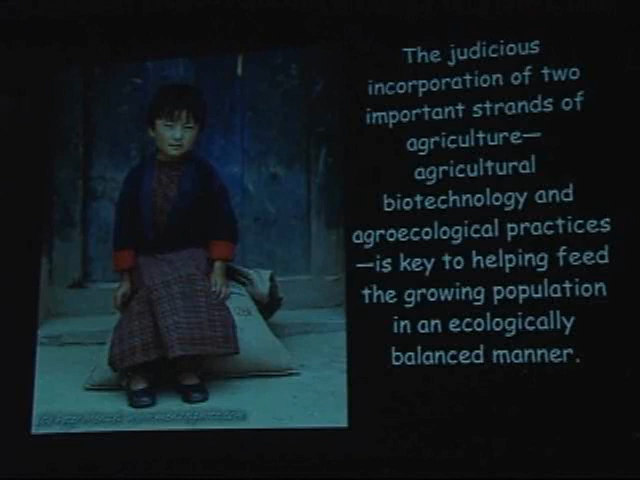 The judicious
incorporation of two
important strands of
agriculture—
agricultural
biotechnology and
agroecological practices
—is key to helping feed
the growing population
in an ecologically
balanced manner.